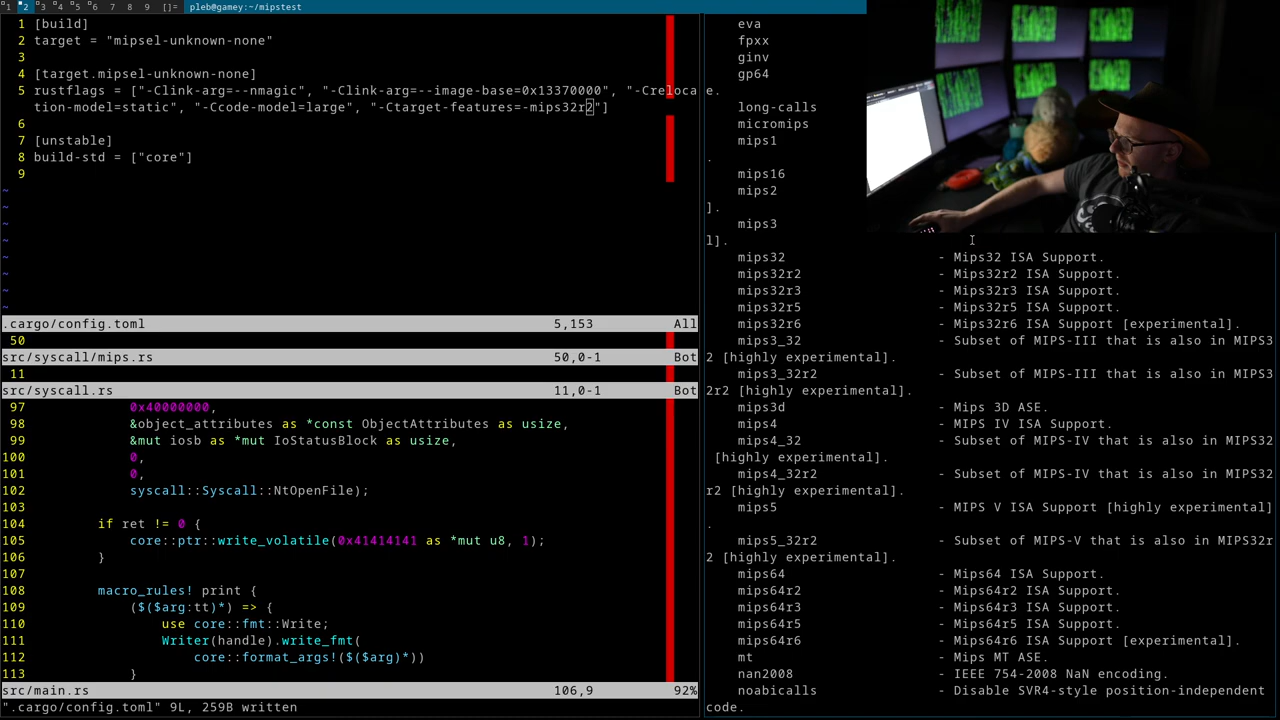 1 2 3 4 5 6 7 8 9 []= pleb@gamey:~/mipstest
1 [build]
2 target = "mipsel-unknown-none"
3
4 [target.mipsel-unknown-none]
5 rustflags = ["-Clink-arg=--nmagic", "-Clink-arg=--image-base=0x13370000", "-Creloca
tion-model=static", "-Ccode-model=large", "-Ctarget-features=-mips32r2"]
6
7 [unstable]
8 build-std = ["core"]
9
~
~
~
~
~
~
~
~
.cargo/config.toml 5,153 All
50
src/syscall/mips.rs 50,0-1 Bot
11
src/syscall.rs 11,0-1 Bot
97 0x40000000,
98 &object_attributes as *const ObjectAttributes as usize,
99 &mut iosb as *mut IoStatusBlock as usize,
100 0,
101 0,
102 syscall::Syscall::NtOpenFile);
103
104 if ret != 0 {
105 core::ptr::write_volatile(0x41414141 as *mut u8, 1);
106 }
107
108 macro_rules! print {
109 ($($arg:tt)*) => {
110 use core::fmt::Write;
111 Writer(handle).write_fmt(
112 core::format_args!($($arg)*))
113 }
src/main.rs 106,9 92%
".cargo/config.toml" 9L, 259B written
eva
fpxx
ginv
gp64
e.
long-calls
micromips
mips1
.
mips16
mips2
].
mips3
l].
mips32 - Mips32 ISA Support.
mips32r2 - Mips32r2 ISA Support.
mips32r3 - Mips32r3 ISA Support.
mips32r5 - Mips32r5 ISA Support.
mips32r6 - Mips32r6 ISA Support [experimental].
mips3_32 - Subset of MIPS-III that is also in MIPS3
2 [highly experimental].
mips3_32r2 - Subset of MIPS-III that is also in MIPS3
2r2 [highly experimental].
mips3d - Mips 3D ASE.
mips4 - MIPS IV ISA Support.
mips4_32 - Subset of MIPS-IV that is also in MIPS32
[highly experimental].
mips4_32r2 - Subset of MIPS-IV that is also in MIPS32
r2 [highly experimental].
mips5 - MIPS V ISA Support [highly experimental]
.
mips5_32r2 - Subset of MIPS-V that is also in MIPS32r
2 [highly experimental].
mips64 - Mips64 ISA Support.
mips64r2 - Mips64r2 ISA Support.
mips64r3 - Mips64r3 ISA Support.
mips64r5 - Mips64r5 ISA Support.
mips64r6 - Mips64r6 ISA Support [experimental].
mt - Mips MT ASE.
nan2008 - IEEE 754-2008 NaN encoding.
noabicalls - Disable SVR4-style position-independent
code.